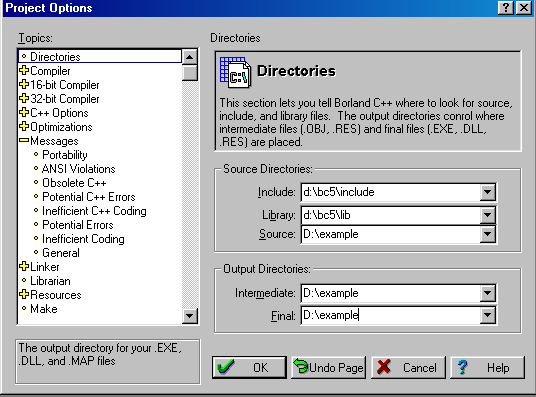 Project Options
Topics:
Directories
Compiler
16-bit Compiler
32-bit Compiler
C++ Options
Optimizations
Messages
Portability
ANSI Violations
Obsolete C++
Potential C++ Errors
Inefficient C++ Coding
Potential Errors
Inefficient Coding
General
Linker
Librarian
Resources
Make
The output directory for your .EXE,
.DLL, and .MAP files
Directories
C:\
Directories
This section lets you tell Borland C++ where to look for source,
include, and library files. The output directories conrol where
intermediate files (.OBJ, .RES) and final files (.EXE, .DLL,
.RES) are placed.
Source Directories:
Include: d:\bc5\include
Library: d:\bc5\lib
Source: D:\example
Output Directories:
Intermediate: D:\example
Final: D:\example
OK
Undo Page
Cancel
? Help